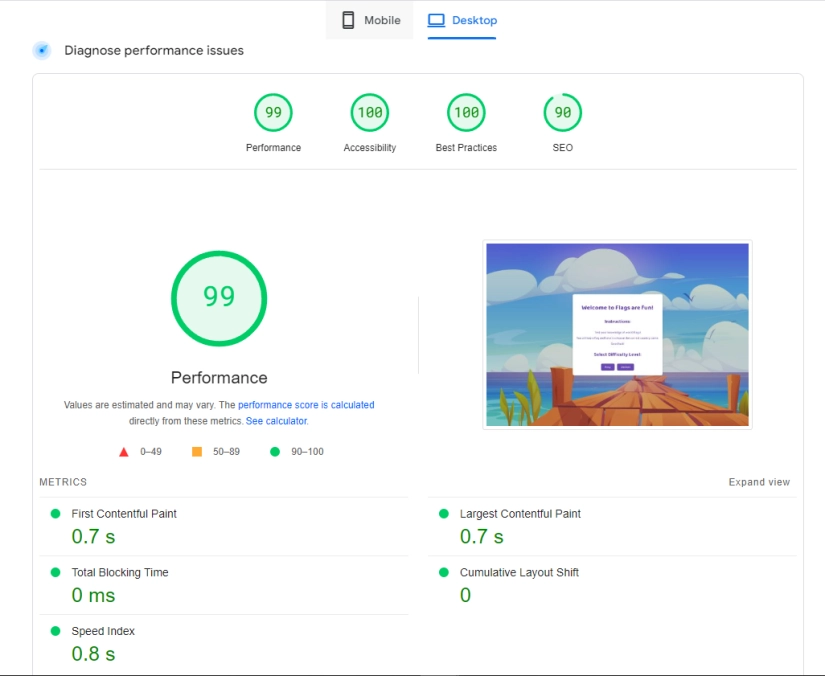 Mobile Desktop
Diagnose performance issues
99 100 100 90
Performance Accessibility Best Practices SEO
99
Performance
Values are estimated and may vary. The performance score is calculated
directly from these metrics. See calculator.
0–49 50–89 90–100
Welcome to Flags are Fun!
Instructions:
Select Difficulty Level:
METRICS Expand view
First Contentful Paint
0.7 s
Largest Contentful Paint
0.7 s
Total Blocking Time
0 ms
Cumulative Layout Shift
0
Speed Index
0.8 s